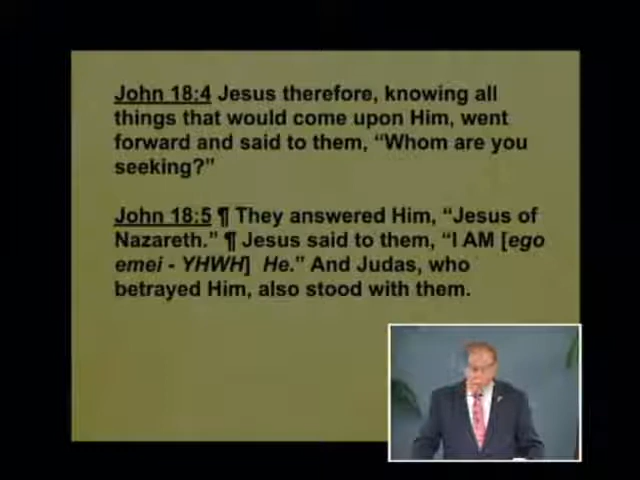 John 18:4 Jesus therefore, knowing all
things that would come upon Him, went
forward and said to them, “Whom are you
seeking?”
John 18:5 ¶ They answered Him, “Jesus of
Nazareth.” ¶ Jesus said to them, “I AM [ego
emei - YHWH] He.” And Judas, who
betrayed Him, also stood with them.